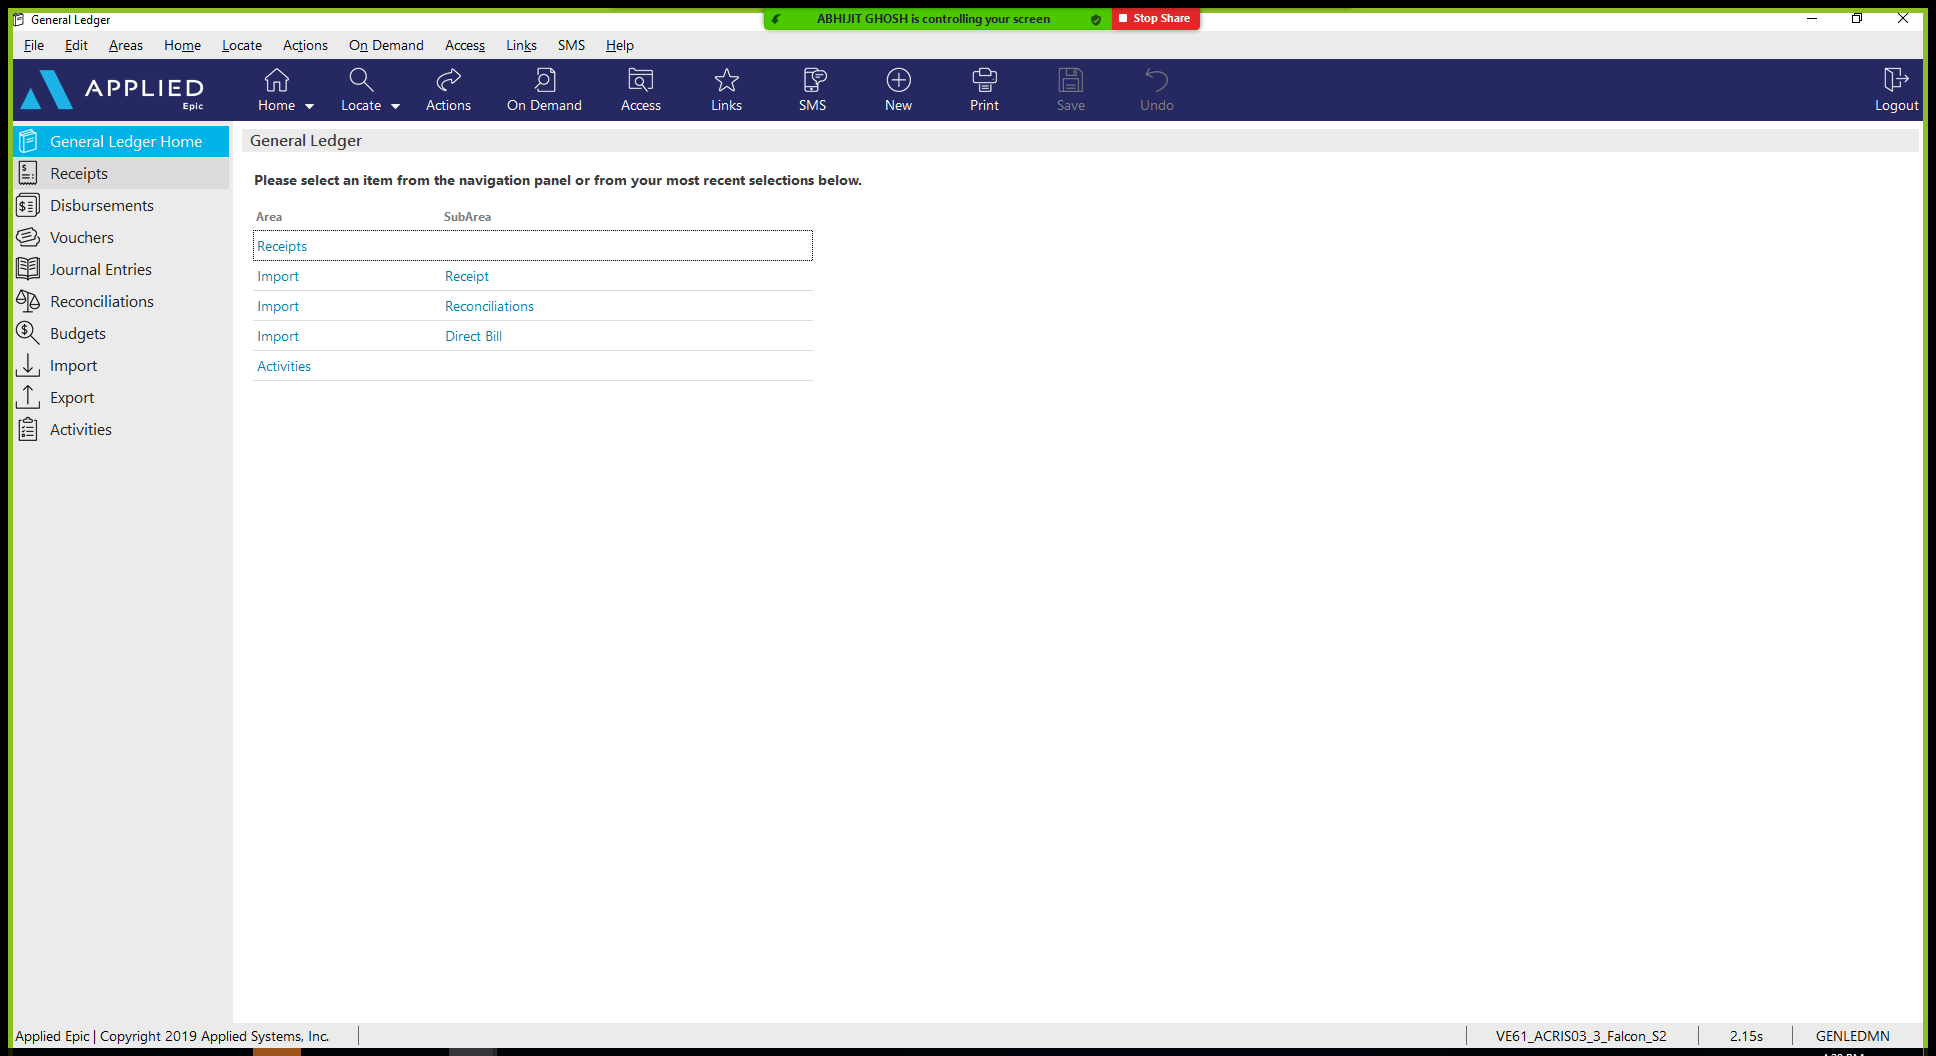 General Ledger
ABHIJIT GHOSH is controlling your screen
Stop Share
File Edit Areas Home Locate Actions On Demand Access Links SMS Help
APPLIED
Epic
Home Locate Actions On Demand Access Links SMS New Print Save Undo Logout
General Ledger Home
Receipts
Disbursements
Vouchers
Journal Entries
Reconciliations
Budgets
Import
Export
Activities
General Ledger
Please select an item from the navigation panel or from your most recent selections below.
Area SubArea
Receipts
Import Receipt
Import Reconciliations
Import Direct Bill
Activities
Applied Epic | Copyright 2019 Applied Systems, Inc.
VE61_ACRIS03_3_Falcon_S2 2.15s GENLEDMN